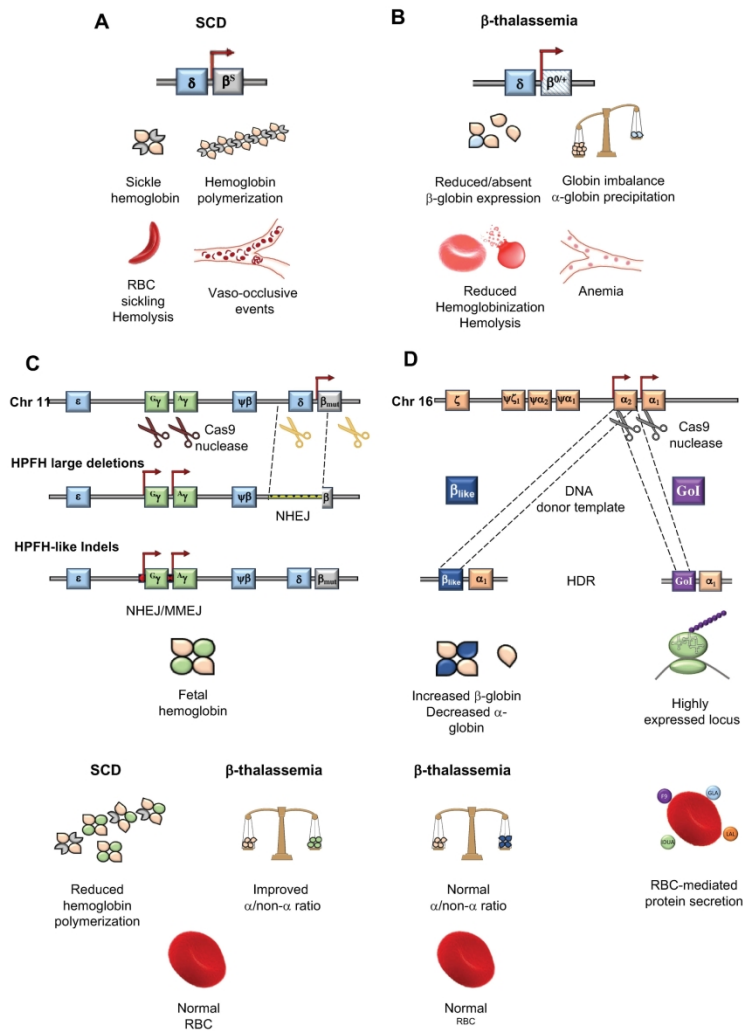 A
SCD
δ
βS
Sickle
hemoglobin
Hemoglobin
polymerization
RBC
sickling
Hemolysis
Vaso-occlusive
events
B
β-thalassemia
δ
β0/+
Reduced/absent
β-globin expression
Globin imbalance
α-globin precipitation
Reduced
Hemoglobinization
Hemolysis
Anemia
C
Chr 11
ε
Gγ
Aγ
ψβ
δ
βmut
Cas9
nuclease
HPFH large deletions
ε
Gγ
Aγ
ψβ
β
NHEJ
HPFH-like Indels
ε
Gγ
Aγ
ψβ
δ
βmut
NHEJ/MMEJ
Fetal
hemoglobin
D
Chr 16
ζ
ψζ1
ψα2
ψα1
α2
α1
Cas9
nuclease
βlike
DNA
donor template
GoI
βlike
α1
HDR
GoI
α1
Increased β-globin
Decreased α-
globin
Highly
expressed locus
SCD
Reduced
hemoglobin
polymerization
β-thalassemia
Improved
α/non-α ratio
Normal
RBC
β-thalassemia
Normal
α/non-α ratio
Normal
RBC
GLA
LAL
IDUA
RBC-mediated
protein secretion